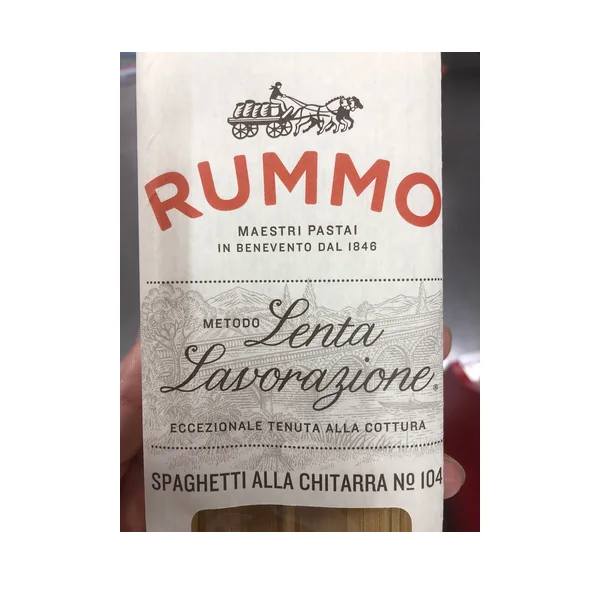 RUMMO
MAESTRI PASTAI
IN BENEVENTO DAL 1846
METODO Lenta
Lavorazione®
ECCEZIONALE TENUTA ALLA COTTURA
SPAGHETTI ALLA CHITARRA Nº 104